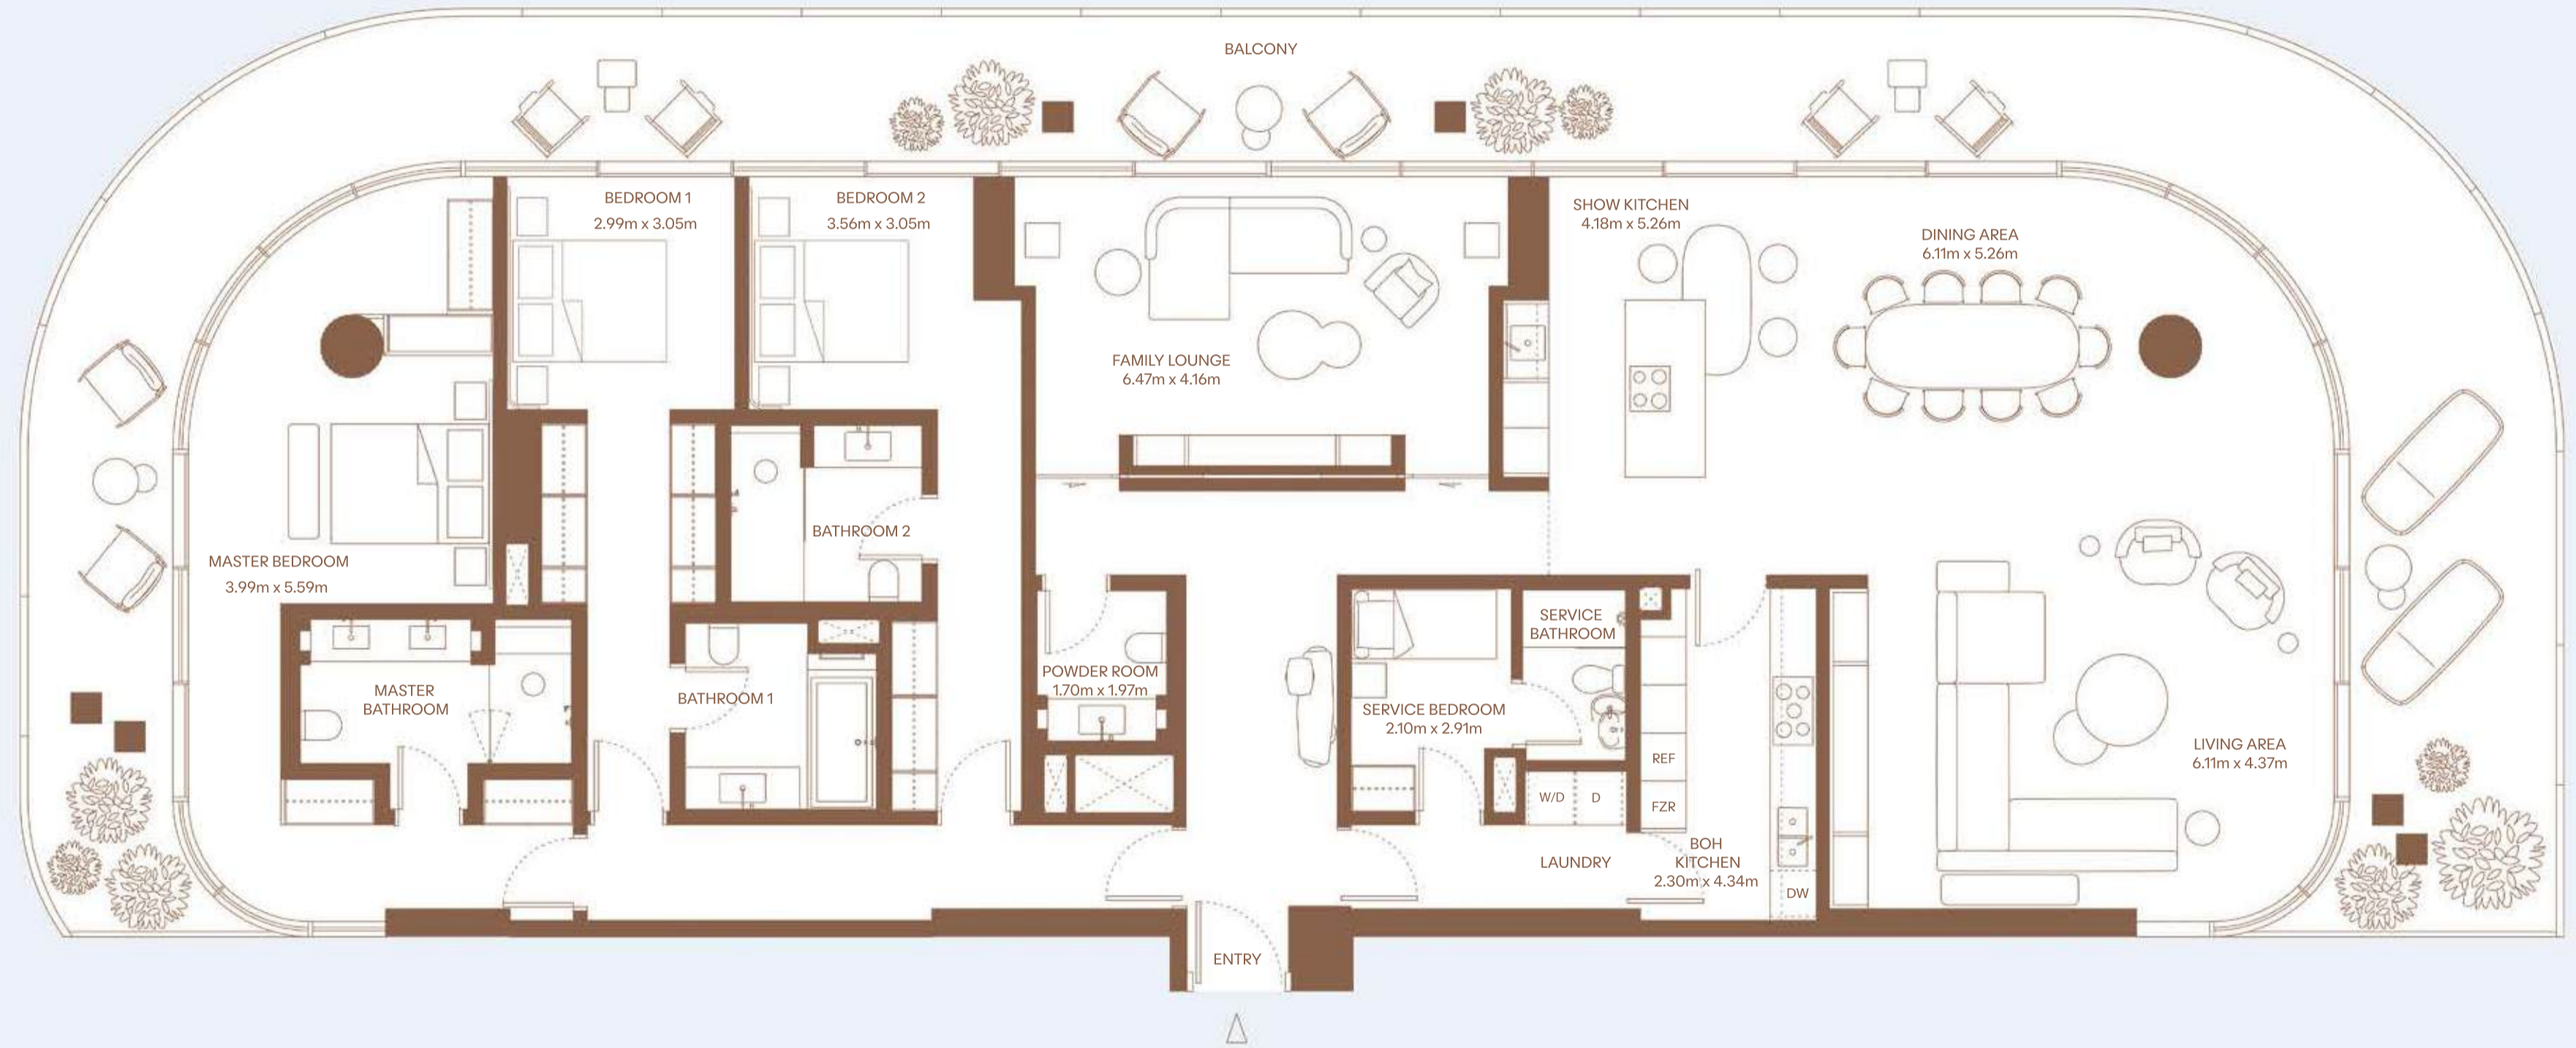 BALCONY
BEDROOM 1
2.99m x 3.05m
BEDROOM 2
3.56m x 3.05m
SHOW KITCHEN
4.18m x 5.26m
DINING AREA
6.11m x 5.26m
FAMILY LOUNGE
6.47m x 4.16m
BATHROOM 2
MASTER BEDROOM
3.99m x 5.59m
SERVICE
BATHROOM
POWDER ROOM
1.70m x 1.97m
MASTER
BATHROOM
BATHROOM 1
SERVICE BEDROOM
2.10m x 2.91m
LIVING AREA
6.11m x 4.37m
REF
W/D
D
FZR
BOH
KITCHEN
2.30m x 4.34m
LAUNDRY
DW
ENTRY